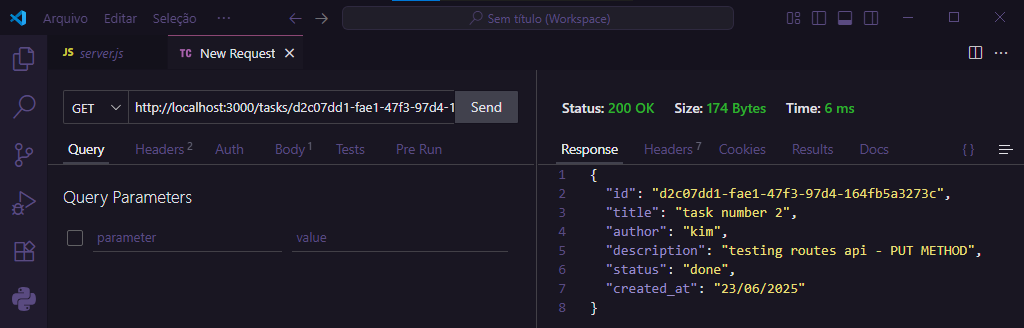 Arquivo Editar Seleção ··· Sem título (Workspace)
JS server.js TC New Request
GET http://localhost:3000/tasks/d2c07dd1-fae1-47f3-97d4-1 Send
Status: 200 OK Size: 174 Bytes Time: 6 ms
Query Headers 2 Auth Body 1 Tests Pre Run
Response Headers 7 Cookies Results Docs { }
Query Parameters
parameter value
1 {
2 "id": "d2c07dd1-fae1-47f3-97d4-164fb5a3273c",
3 "title": "task number 2",
4 "author": "kim",
5 "description": "testing routes api - PUT METHOD",
6 "status": "done",
7 "created_at": "23/06/2025"
8 }